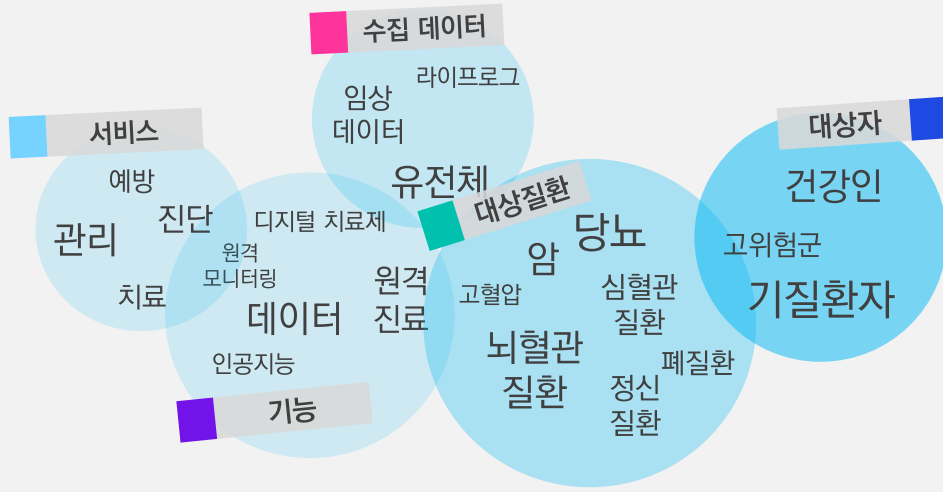 수집 데이터
라이프로그
임상
데이터
유전체
서비스
예방
진단
관리
치료
디지털 치료제
원격
모니터링
데이터
원격
진료
인공지능
기능
대상질환
당뇨
암
고혈압
심혈관
질환
뇌혈관
질환
폐질환
정신
질환
대상자
건강인
고위험군
기질환자